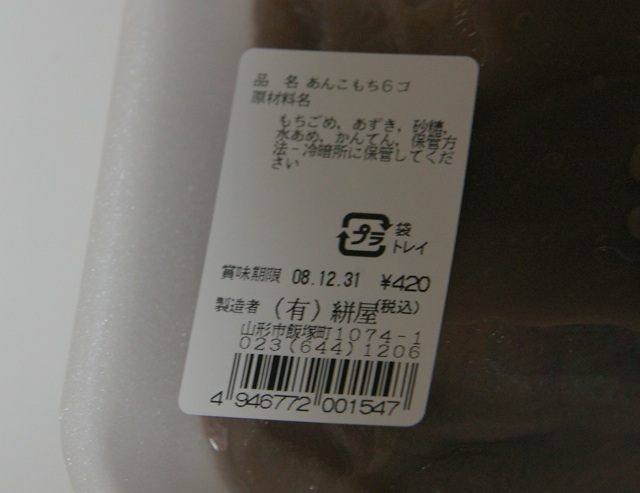 品 名 あんこもち6コ
原材料名
もちごめ，あずき，砂糖，
水あめ，かんてん，保管方
法－冷暗所に保管してくだ
さい
プラ 袋
トレイ
賞味期限 08.12.31 ¥420
製造者 (有)絣屋(税込)
山形市飯塚町1074-1
023(644)1206
4 946772 001547